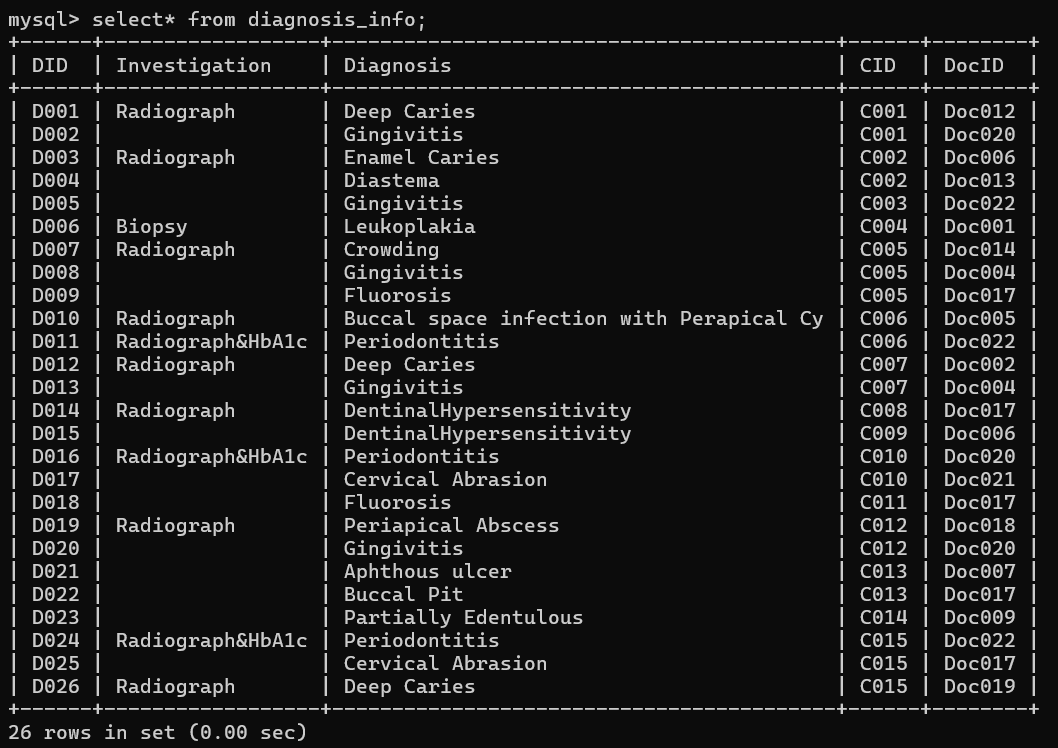 mysql> select* from diagnosis_info;
+------+------------------+------------------------------------------+------+--------+
| DID  | Investigation    | Diagnosis                                | CID  | DocID  |
+------+------------------+------------------------------------------+------+--------+
| D001 | Radiograph       | Deep Caries                              | C001 | Doc012 |
| D002 |                  | Gingivitis                               | C001 | Doc020 |
| D003 | Radiograph       | Enamel Caries                            | C002 | Doc006 |
| D004 |                  | Diastema                                 | C002 | Doc013 |
| D005 |                  | Gingivitis                               | C003 | Doc022 |
| D006 | Biopsy           | Leukoplakia                              | C004 | Doc001 |
| D007 | Radiograph       | Crowding                                 | C005 | Doc014 |
| D008 |                  | Gingivitis                               | C005 | Doc004 |
| D009 |                  | Fluorosis                                | C005 | Doc017 |
| D010 | Radiograph       | Buccal space infection with Perapical Cy | C006 | Doc005 |
| D011 | Radiograph&HbA1c | Periodontitis                            | C006 | Doc022 |
| D012 | Radiograph       | Deep Caries                              | C007 | Doc002 |
| D013 |                  | Gingivitis                               | C007 | Doc004 |
| D014 | Radiograph       | DentinalHypersensitivity                 | C008 | Doc017 |
| D015 |                  | DentinalHypersensitivity                 | C009 | Doc006 |
| D016 | Radiograph&HbA1c | Periodontitis                            | C010 | Doc020 |
| D017 |                  | Cervical Abrasion                        | C010 | Doc021 |
| D018 |                  | Fluorosis                                | C011 | Doc017 |
| D019 | Radiograph       | Periapical Abscess                       | C012 | Doc018 |
| D020 |                  | Gingivitis                               | C012 | Doc020 |
| D021 |                  | Aphthous ulcer                           | C013 | Doc007 |
| D022 |                  | Buccal Pit                               | C013 | Doc017 |
| D023 |                  | Partially Edentulous                     | C014 | Doc009 |
| D024 | Radiograph&HbA1c | Periodontitis                            | C015 | Doc022 |
| D025 |                  | Cervical Abrasion                        | C015 | Doc017 |
| D026 | Radiograph       | Deep Caries                              | C015 | Doc019 |
+------+------------------+------------------------------------------+------+--------+
26 rows in set (0.00 sec)